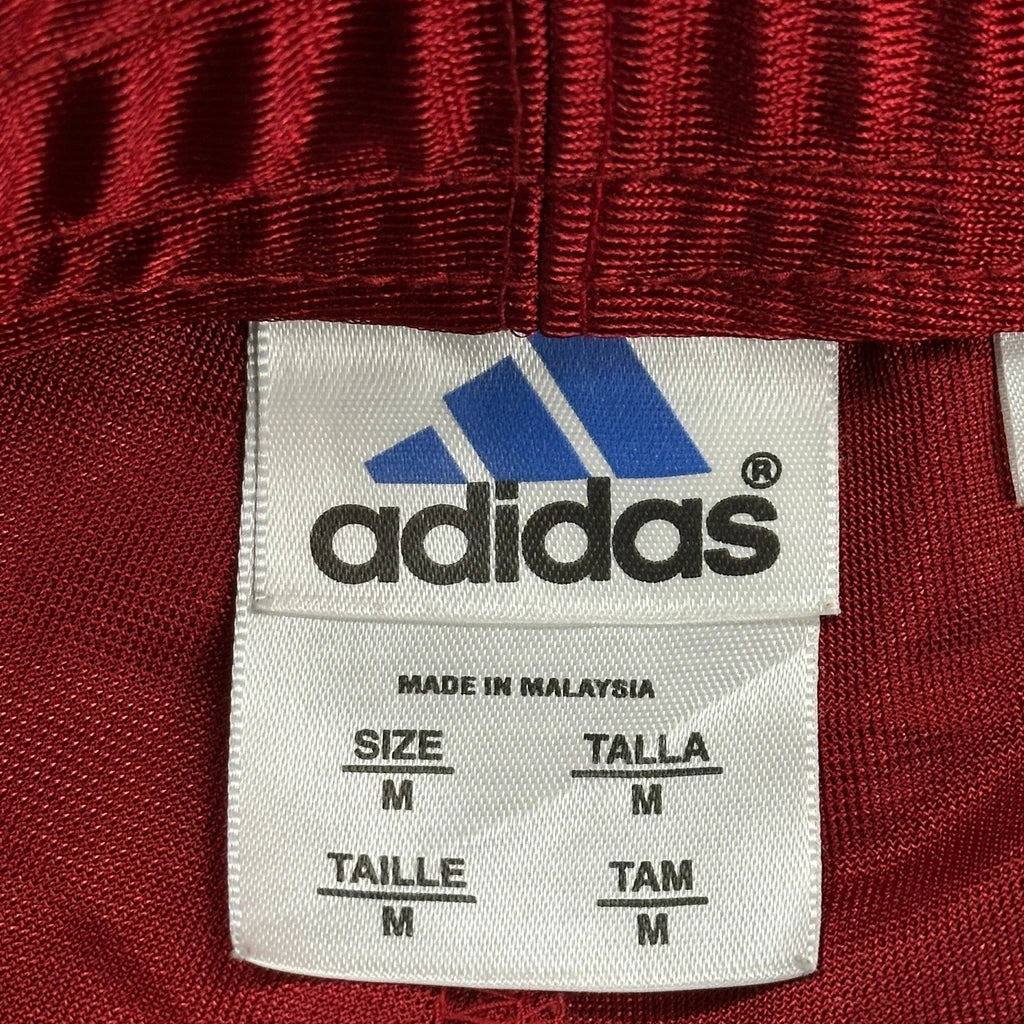 adidas®
MADE IN MALAYSIA
SIZE TALLA
M M
TAILLE TAM
M M